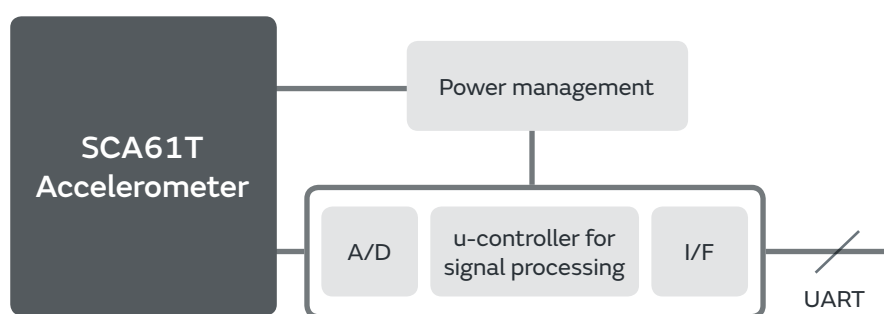 Power management
SCA61T
Accelerometer
A/D
u-controller for
signal processing
I/F
UART